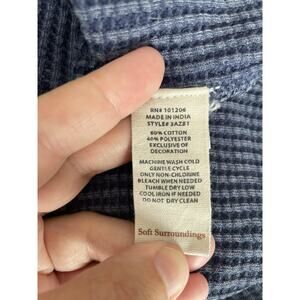 RN# 101206
MADE IN INDIA
STYLE# 3AZ81
60% COTTON
40% POLYESTER
EXCLUSIVE OF
DECORATION
MACHINE WASH COLD
GENTLE CYCLE
ONLY NON-CHLORINE
BLEACH WHEN NEEDED
TUMBLE DRY LOW
COOL IRON IF NEEDED
DO NOT DRY CLEAN
Soft Surroundings